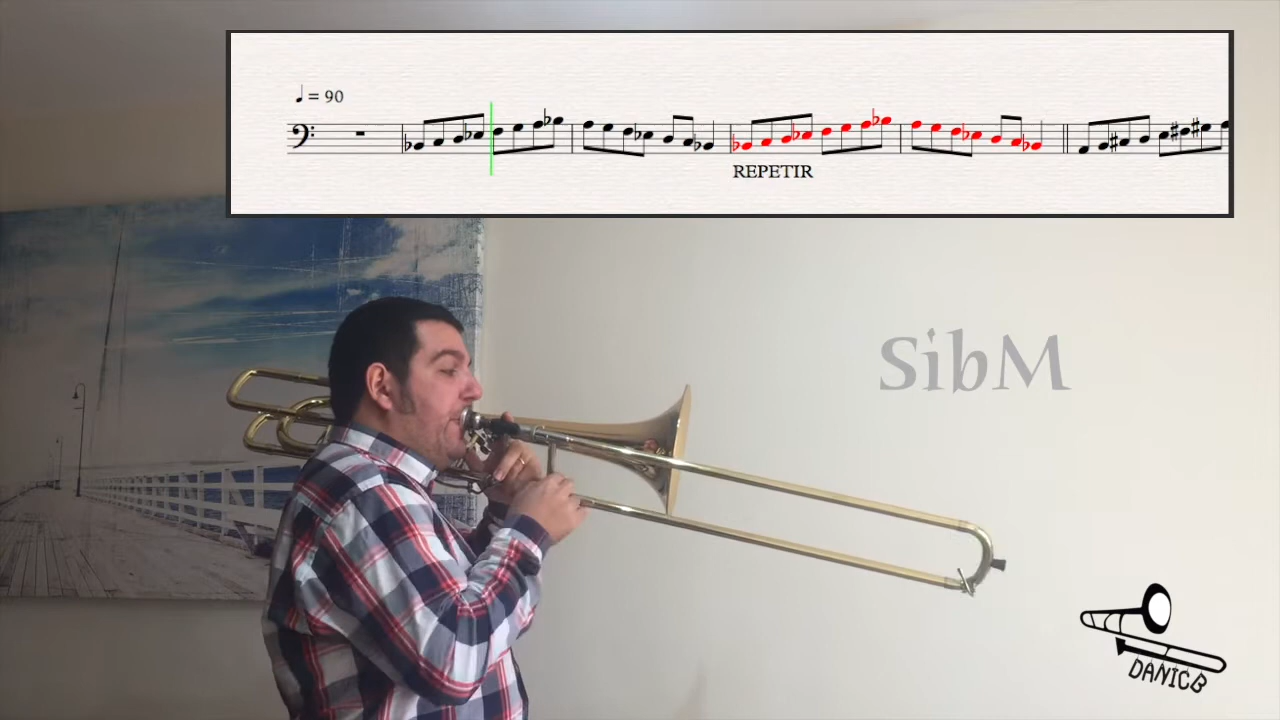 ♩ = 90
REPETIR
SibM
DANICB